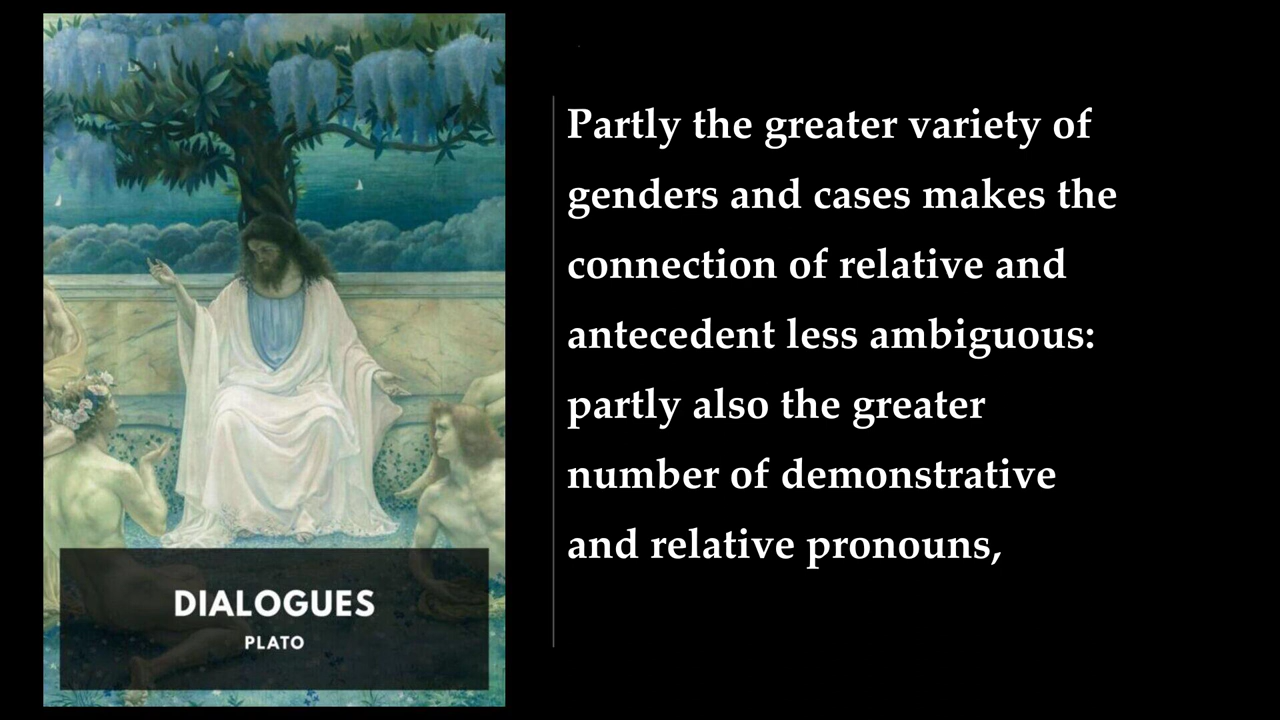 DIALOGUES
PLATO
Partly the greater variety of
genders and cases makes the
connection of relative and
antecedent less ambiguous:
partly also the greater
number of demonstrative
and relative pronouns,